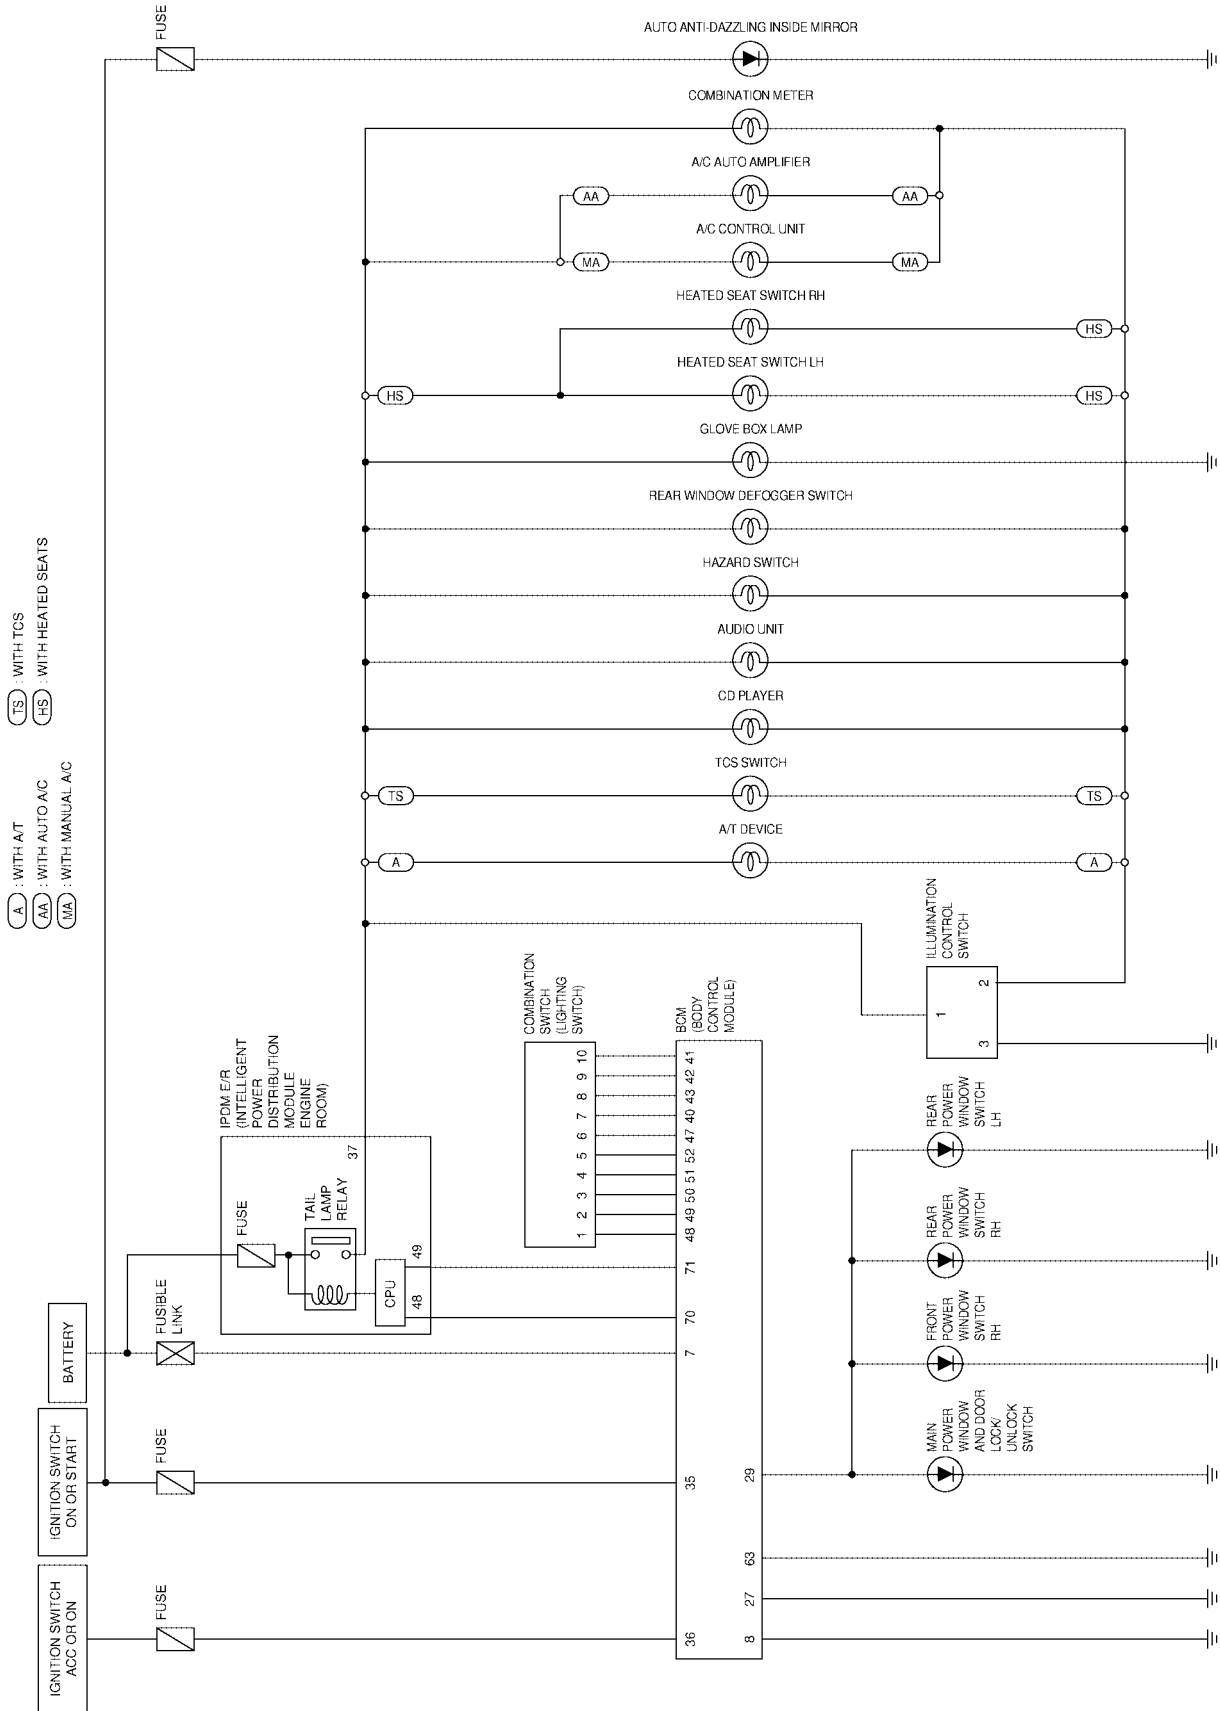 FUSE
AUTO ANTI-DAZZLING INSIDE MIRROR
COMBINATION METER
A/C AUTO AMPLIFIER
AA
AA
A/C CONTROL UNIT
MA
MA
HEATED SEAT SWITCH RH
HS
HEATED SEAT SWITCH LH
HS
HS
GLOVE BOX LAMP
REAR WINDOW DEFOGGER SWITCH
HAZARD SWITCH
AUDIO UNIT
CD PLAYER
TCS SWITCH
TS
TS
A/T DEVICE
A
A
TS : WITH TCS
HS : WITH HEATED SEATS
A : WITH A/T
AA : WITH AUTO A/C
MA : WITH MANUAL A/C
ILLUMINATION
CONTROL
SWITCH
1
2
3
COMBINATION
SWITCH
(LIGHTING
SWITCH)
1 2 3 4 5 6 7 8 9 10
BCM
(BODY
CONTROL
MODULE)
48 49 50 51 52 47 40 43 42 41
71
70
7
35
36
29
63
27
8
IPDM E/R
(INTELLIGENT
POWER
DISTRIBUTION
MODULE
ENGINE
ROOM)
37
FUSE
TAIL
LAMP
RELAY
CPU
49
48
BATTERY
FUSIBLE
LINK
IGNITION SWITCH
ON OR START
FUSE
IGNITION SWITCH
ACC OR ON
FUSE
REAR
POWER
WINDOW
SWITCH
LH
REAR
POWER
WINDOW
SWITCH
RH
FRONT
POWER
WINDOW
SWITCH
RH
MAIN
POWER
WINDOW
AND DOOR
LOCK/
UNLOCK
SWITCH